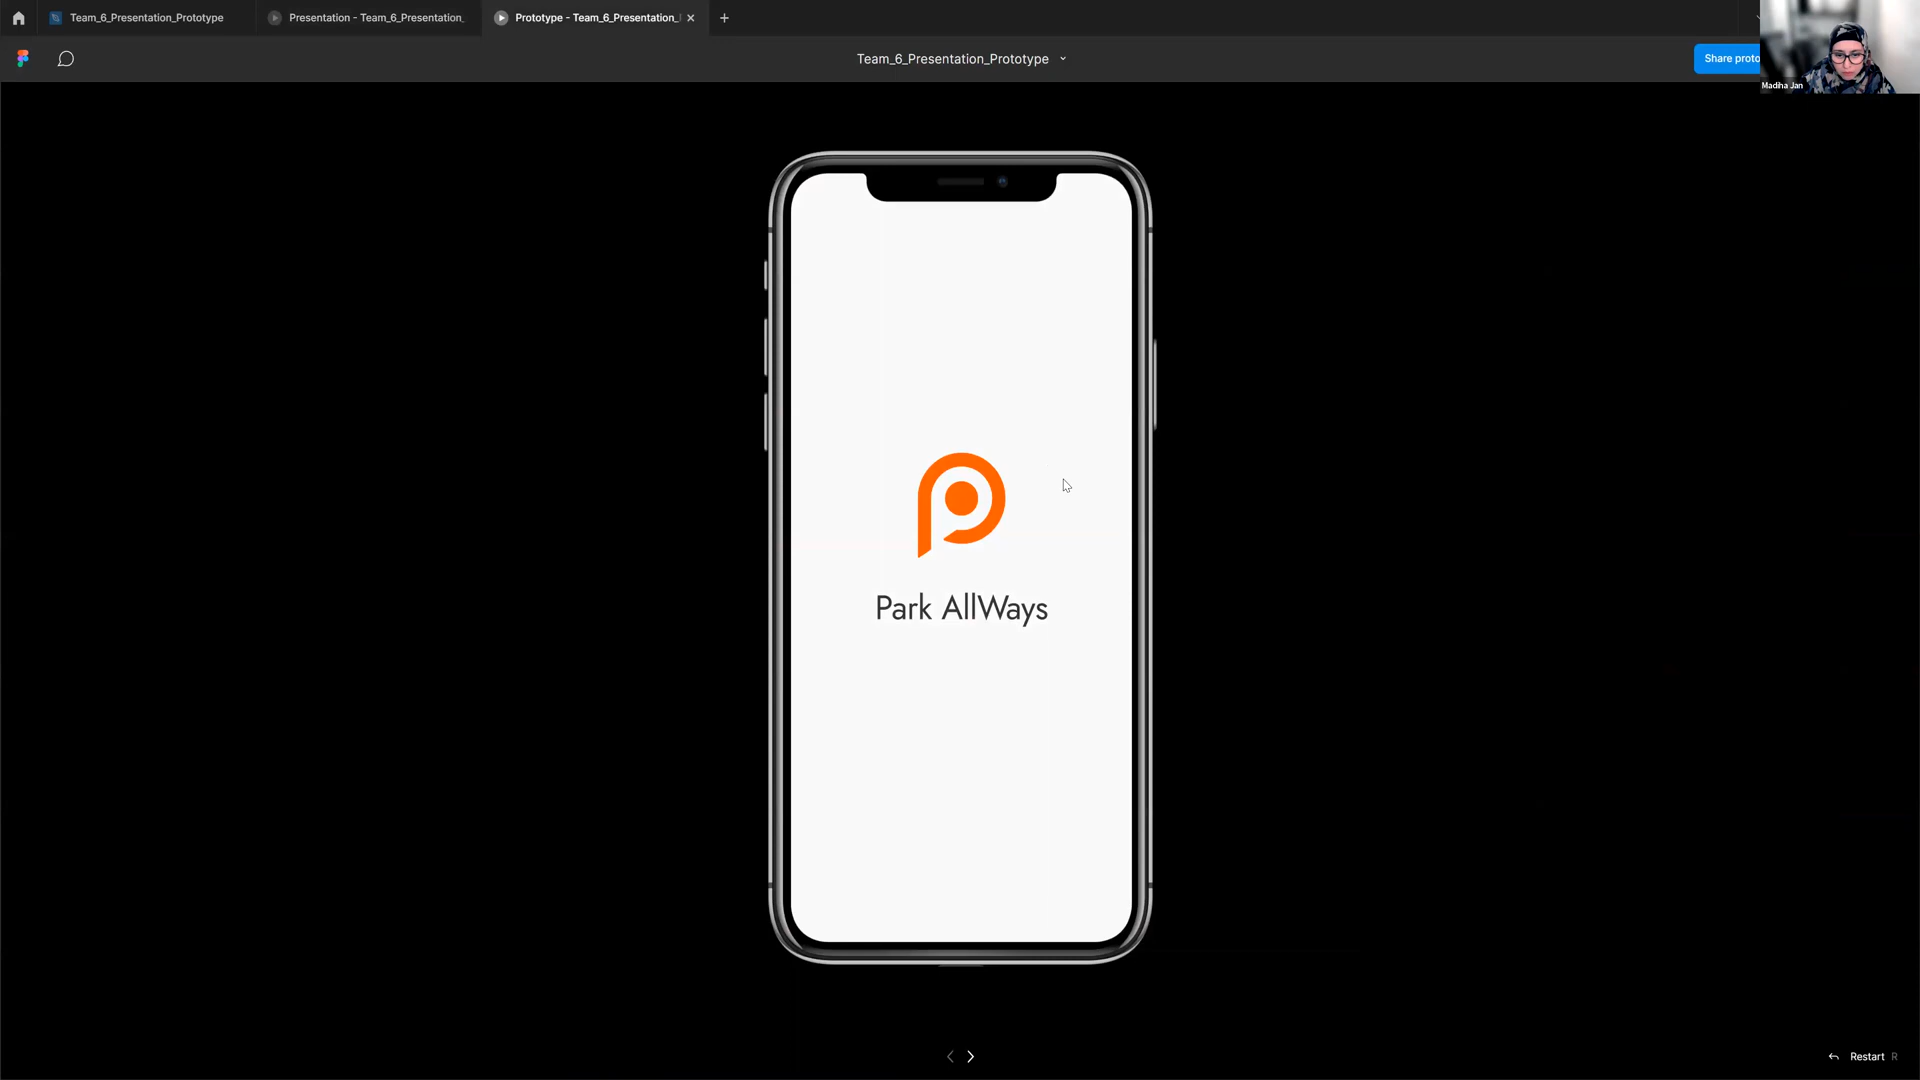 Team_6_Presentation_Prototype
Presentation - Team_6_Presentation_
Prototype - Team_6_Presentation_
Team_6_Presentation_Prototype
Share proto
Madiha Jan
Park AllWays
Restart R